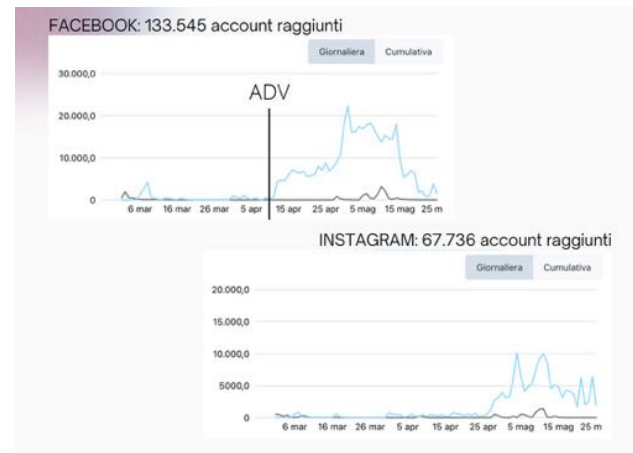 FACEBOOK: 133.545 account raggiunti
Giornaliera Cumulativa
30.000,0
ADV
20.000,0
10.000,0
0
6 mar 16 mar 26 mar 5 apr 15 apr 25 apr 5 mag 15 mag 25 m
INSTAGRAM: 67.736 account raggiunti
Giornaliera Cumulativa
20.000,0
15.000,0
10.000,0
5000,0
0
6 mar 16 mar 26 mar 5 apr 15 apr 25 apr 5 mag 15 mag 25 m